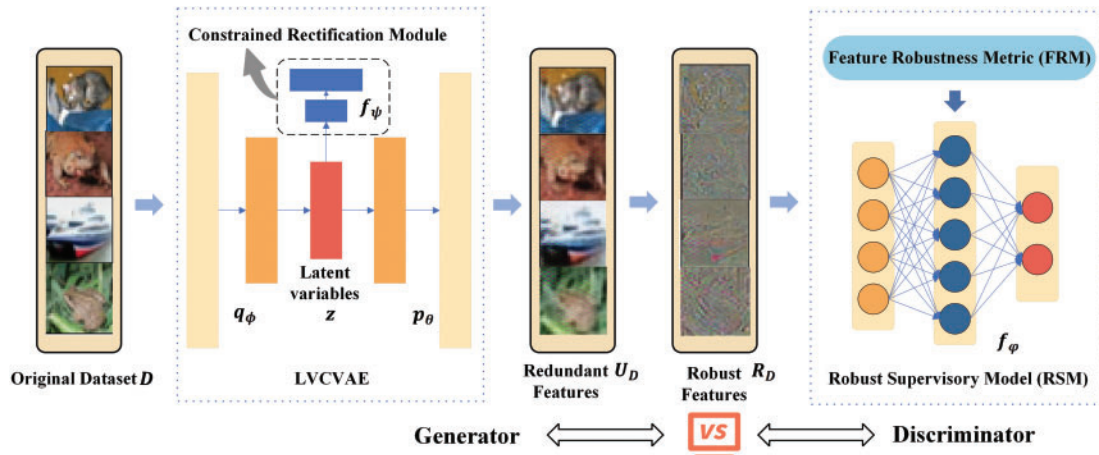 Constrained Rectification Module
f_ψ
Latent
variables
z
q_ϕ
p_θ
Original Dataset D
LVCVAE
Redundant U_D
Features
Robust R_D
Features
Feature Robustness Metric (FRM)
f_φ
Robust Supervisory Model (RSM)
Generator
VS
Discriminator